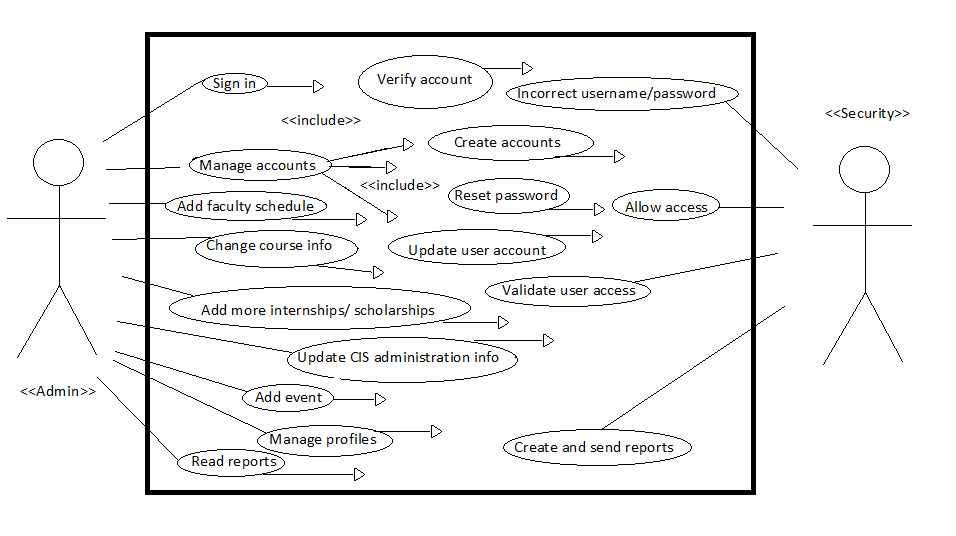 Sign in
Verify account
Incorrect username/password
<<Security>>
<<include>>
Create accounts
Manage accounts
<<include>>
Reset password
Add faculty schedule
Allow access
Change course info
Update user account
Validate user access
Add more internships/ scholarships
Update CIS administration info
<<Admin>>
Add event
Manage profiles
Create and send reports
Read reports